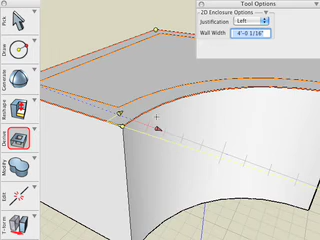 Tool Options
2D Enclosure Options
Justification Left
Wall Width 4'-0 1/16"
Pick
Draw
Generate
Reshape
Derive
Modify
Edit
T-form